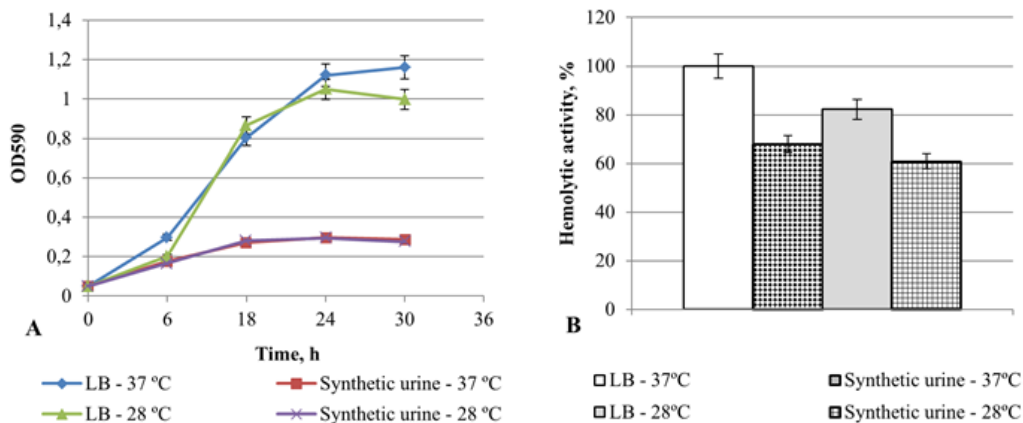 1,4
1,2
1
0,8
0,6
0,4
0,2
0
OD590
0 6 18 24 30 36
A
Time, h
LB - 37 ºC
Synthetic urine - 37 ºC
LB - 28 ºC
Synthetic urine - 28 ºC
120
100
80
60
40
20
0
Hemolytic activity, %
B
LB - 37ºC
Synthetic urine - 37ºC
LB - 28ºC
Synthetic urine - 28ºC